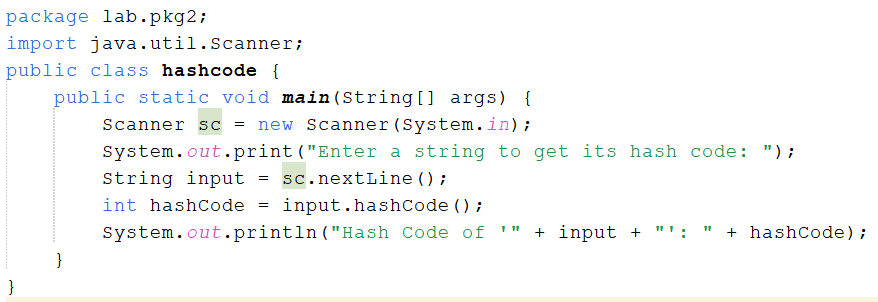 package lab.pkg2;
import java.util.Scanner;
public class hashcode {
    public static void main(String[] args) {
        Scanner sc = new Scanner(System.in);
        System.out.print("Enter a string to get its hash code: ");
        String input = sc.nextLine();
        int hashCode = input.hashCode();
        System.out.println("Hash Code of '" + input + "': " + hashCode);
    }
}